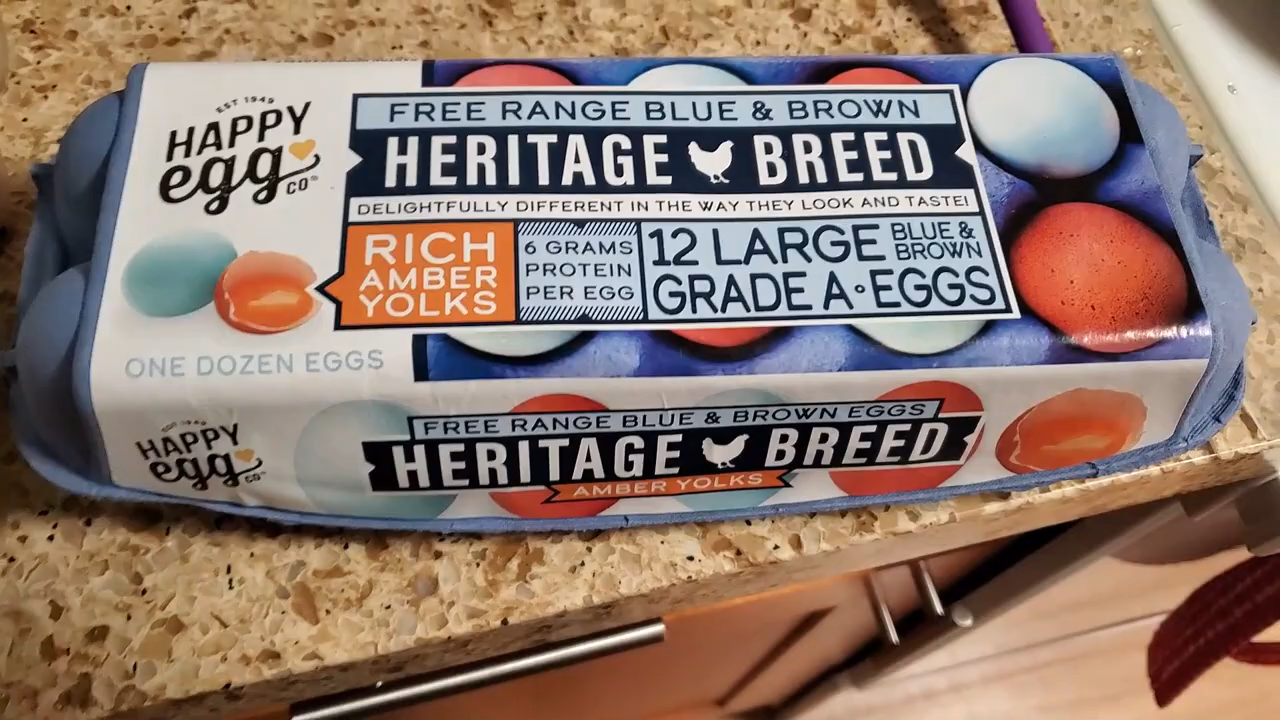 EST 1949
HAPPY
egg
CO®
FREE RANGE BLUE & BROWN
HERITAGE BREED
DELIGHTFULLY DIFFERENT IN THE WAY THEY LOOK AND TASTE!
RICH
AMBER
YOLKS
6 GRAMS
PROTEIN
PER EGG
12 LARGE BLUE & BROWN
GRADE A • EGGS
ONE DOZEN EGGS
EST 1949
HAPPY
egg
CO
FREE RANGE BLUE & BROWN EGGS
HERITAGE BREED
AMBER YOLKS